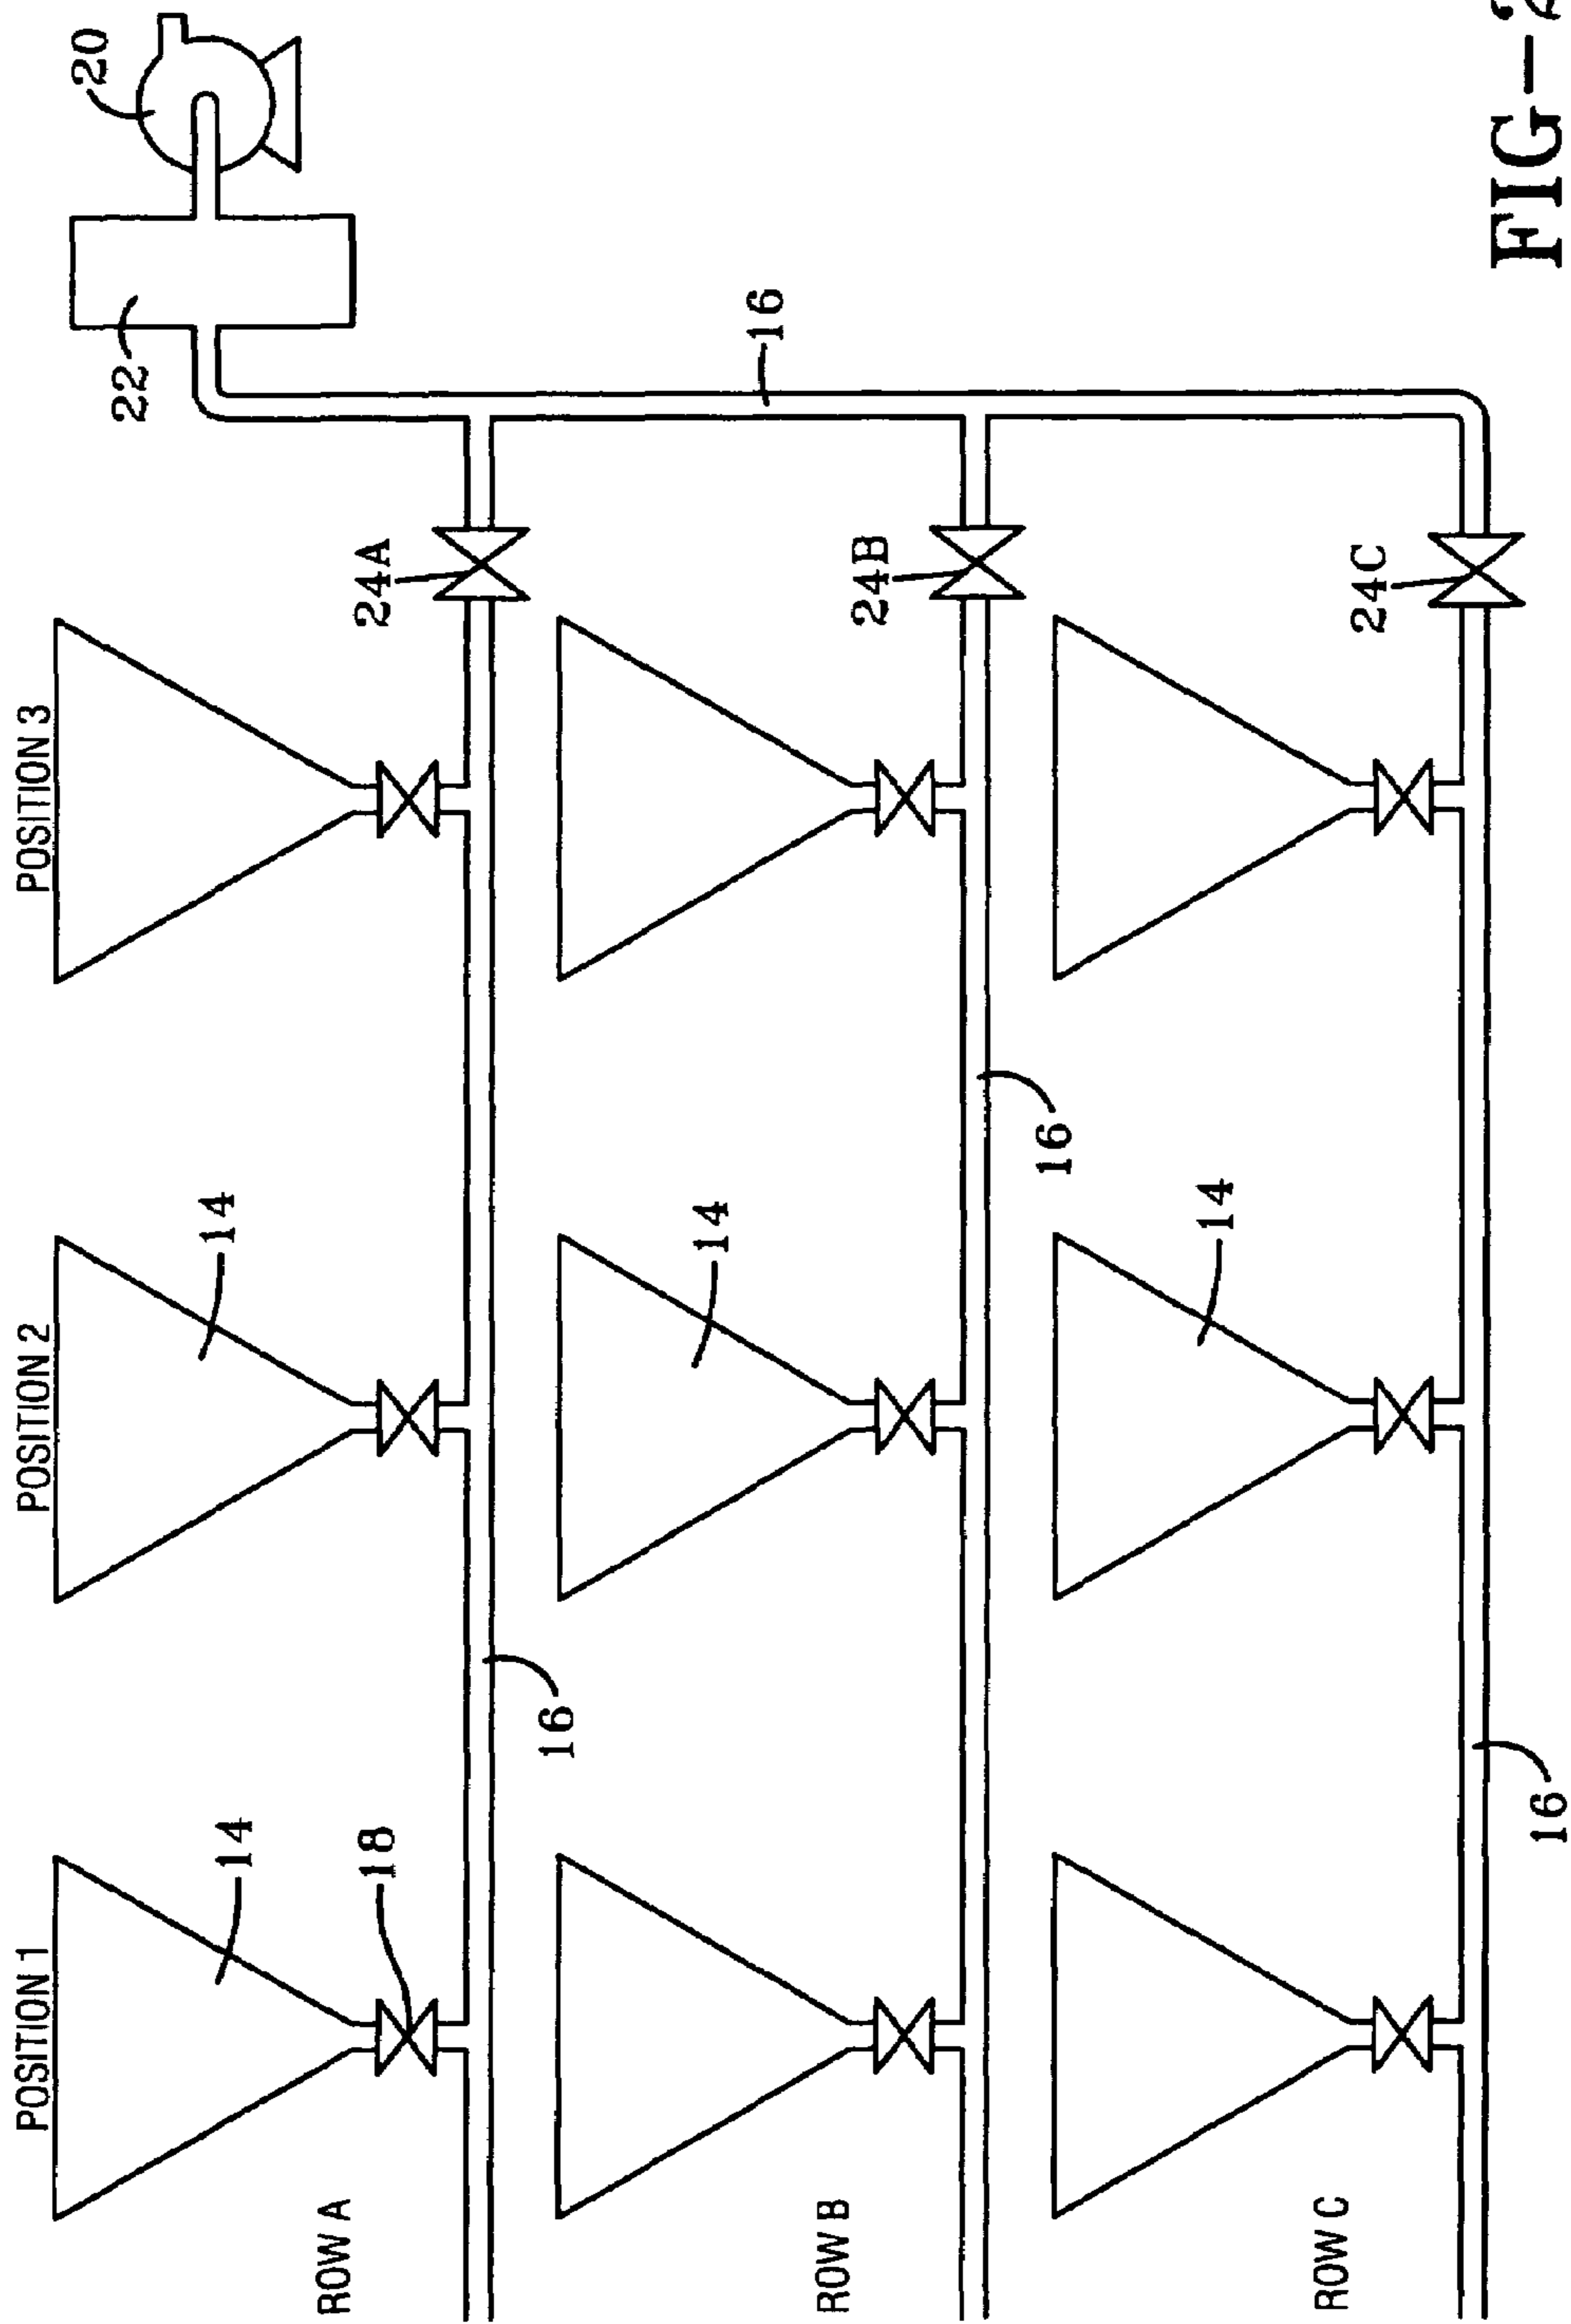 POSITION 1
POSITION 2
POSITION 3
20
22
14
14
18
24A
ROW A
16
16
14
24B
ROW B
16
14
24C
ROW C
16
FIG-2